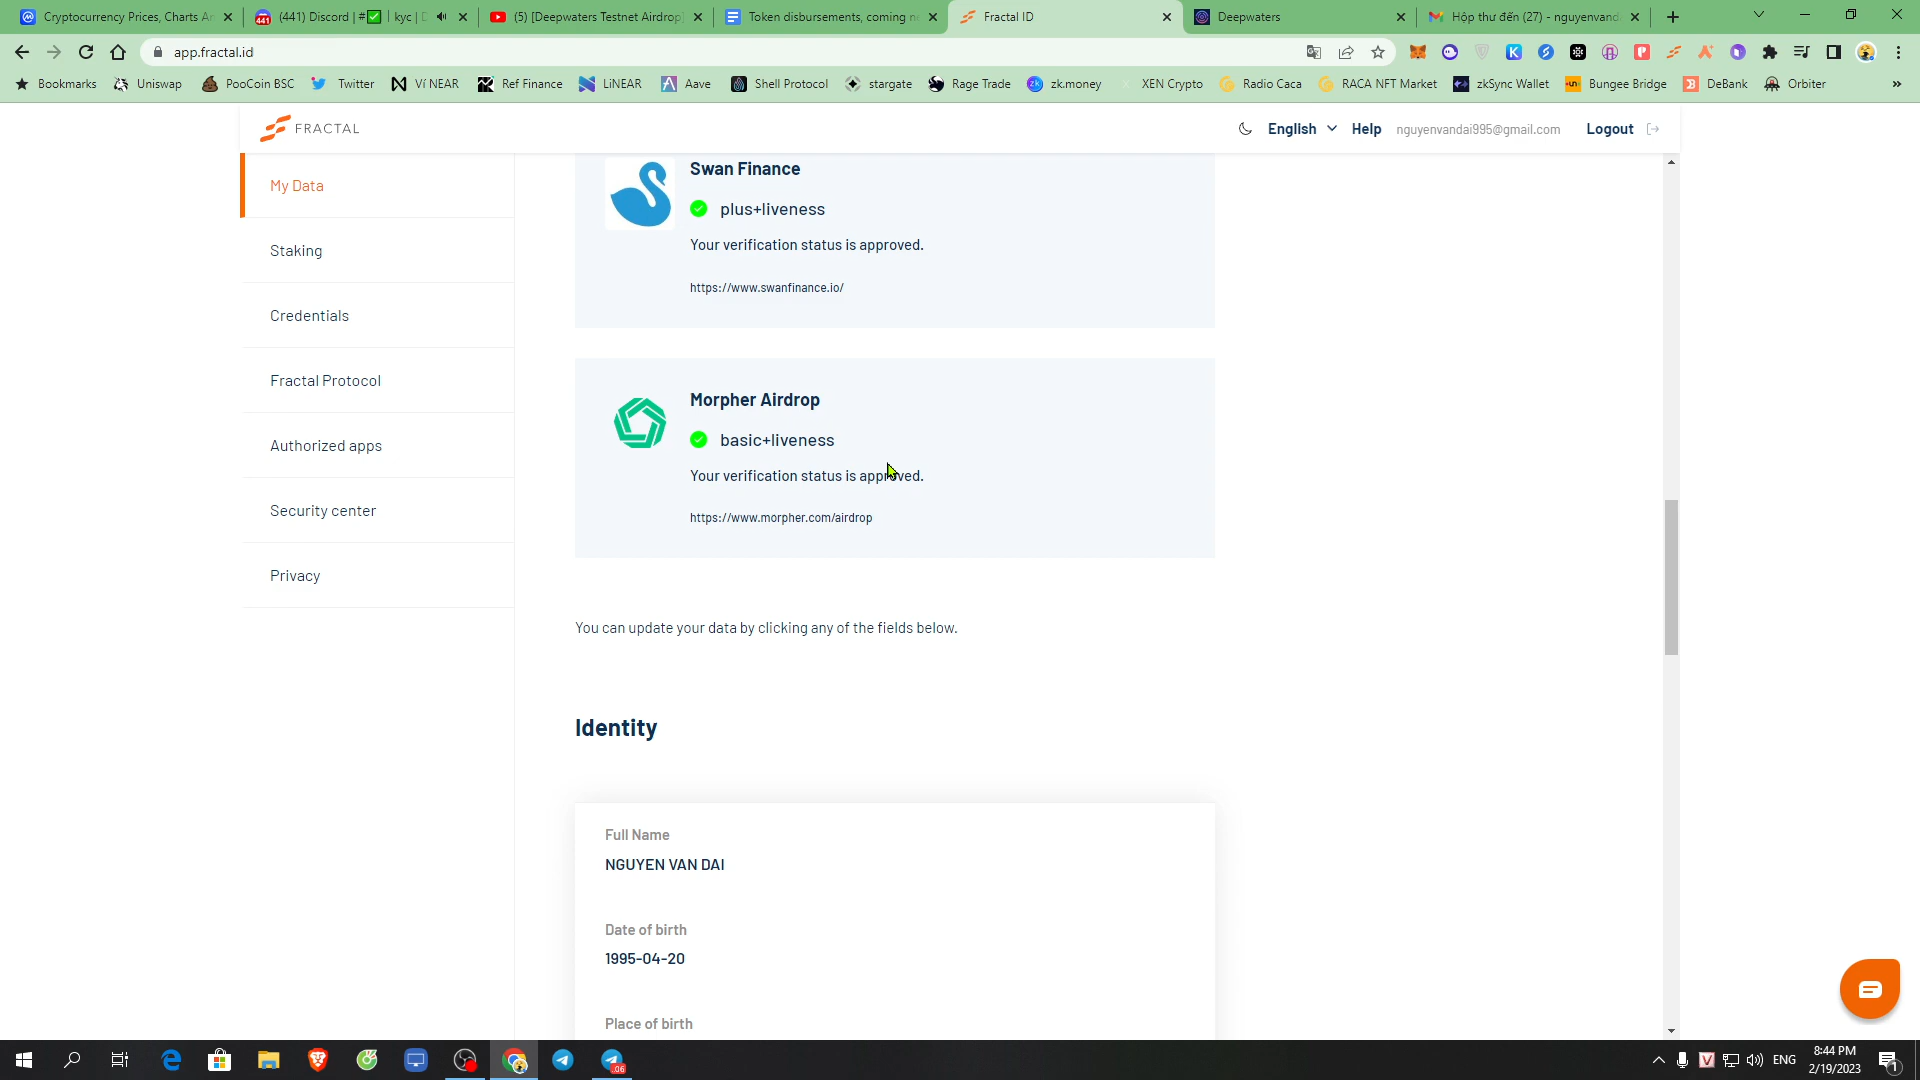 Cryptocurrency Prices, Charts Ar
(441) Discord | #✅ | kyc | D
(5) [Deepwaters Testnet Airdrop]
Token disbursements, coming ne
Fractal ID
Deepwaters
Hộp thư đến (27) - nguyenvand
app.fractal.id
Bookmarks
Uniswap
PooCoin BSC
Twitter
Ví NEAR
Ref Finance
LiNEAR
Aave
Shell Protocol
stargate
Rage Trade
zk.money
XEN Crypto
Radio Caca
RACA NFT Market
zkSync Wallet
Bungee Bridge
DeBank
Orbiter
»
FRACTAL
English
Help
nguyenvandai995@gmail.com
Logout
My Data
Staking
Credentials
Fractal Protocol
Authorized apps
Security center
Privacy
Swan Finance
plus+liveness
Your verification status is approved.
https://www.swanfinance.io/
Morpher Airdrop
basic+liveness
Your verification status is approved.
https://www.morpher.com/airdrop
You can update your data by clicking any of the fields below.
Identity
Full Name
NGUYEN VAN DAI
Date of birth
1995-04-20
Place of birth
ENG
8:44 PM
2/19/2023